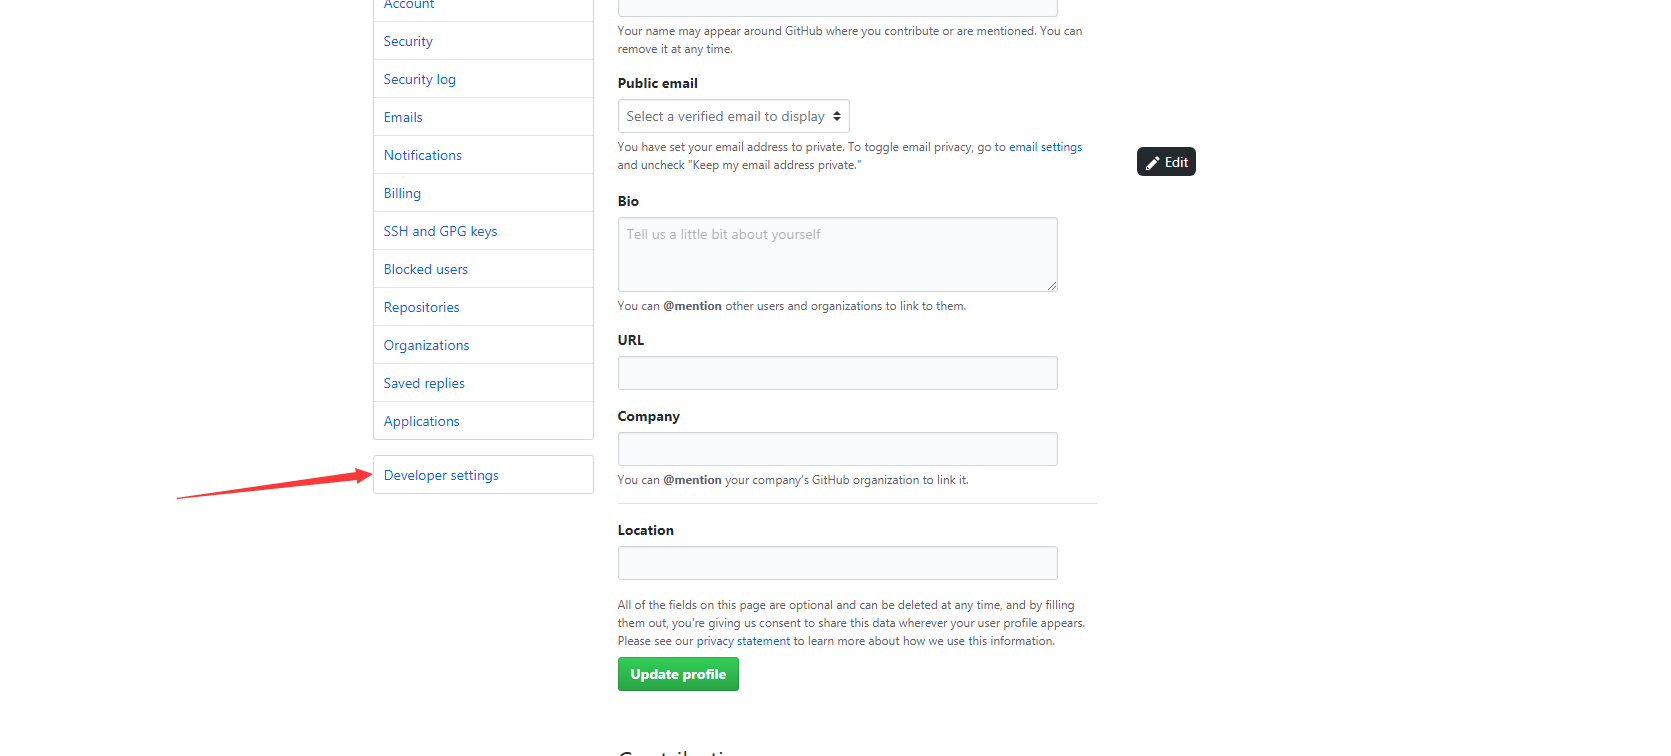 Account
Security
Security log
Emails
Notifications
Billing
SSH and GPG keys
Blocked users
Repositories
Organizations
Saved replies
Applications
Developer settings
Your name may appear around GitHub where you contribute or are mentioned. You can
remove it at any time.
Public email
Select a verified email to display
You have set your email address to private. To toggle email privacy, go to email settings
and uncheck "Keep my email address private."
Bio
Tell us a little bit about yourself
You can @mention other users and organizations to link to them.
URL
Company
You can @mention your company's GitHub organization to link it.
Location
All of the fields on this page are optional and can be deleted at any time, and by filling
them out, you're giving us consent to share this data wherever your user profile appears.
Please see our privacy statement to learn more about how we use this information.
Update profile
Edit